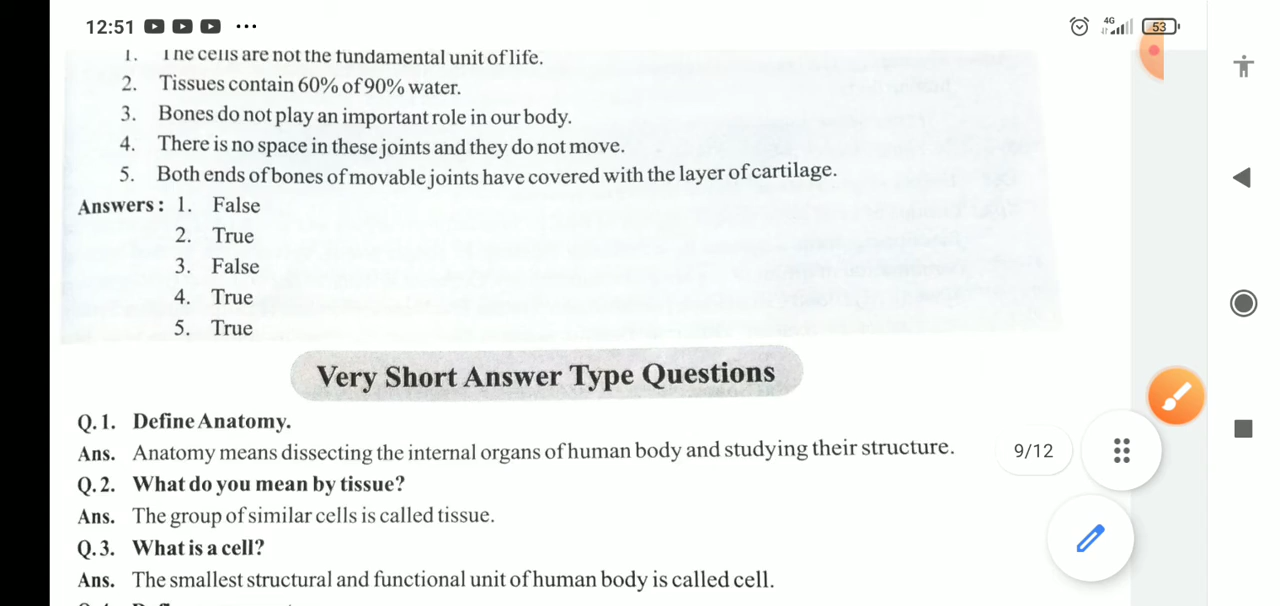 12:51
4G
53
1. The cells are not the fundamental unit of life.
2. Tissues contain 60% of 90% water.
3. Bones do not play an important role in our body.
4. There is no space in these joints and they do not move.
5. Both ends of bones of movable joints have covered with the layer of cartilage.
Answers: 1. False
2. True
3. False
4. True
5. True
Very Short Answer Type Questions
Q.1. Define Anatomy.
Ans. Anatomy means dissecting the internal organs of human body and studying their structure.
9/12
Q.2. What do you mean by tissue?
Ans. The group of similar cells is called tissue.
Q.3. What is a cell?
Ans. The smallest structural and functional unit of human body is called cell.